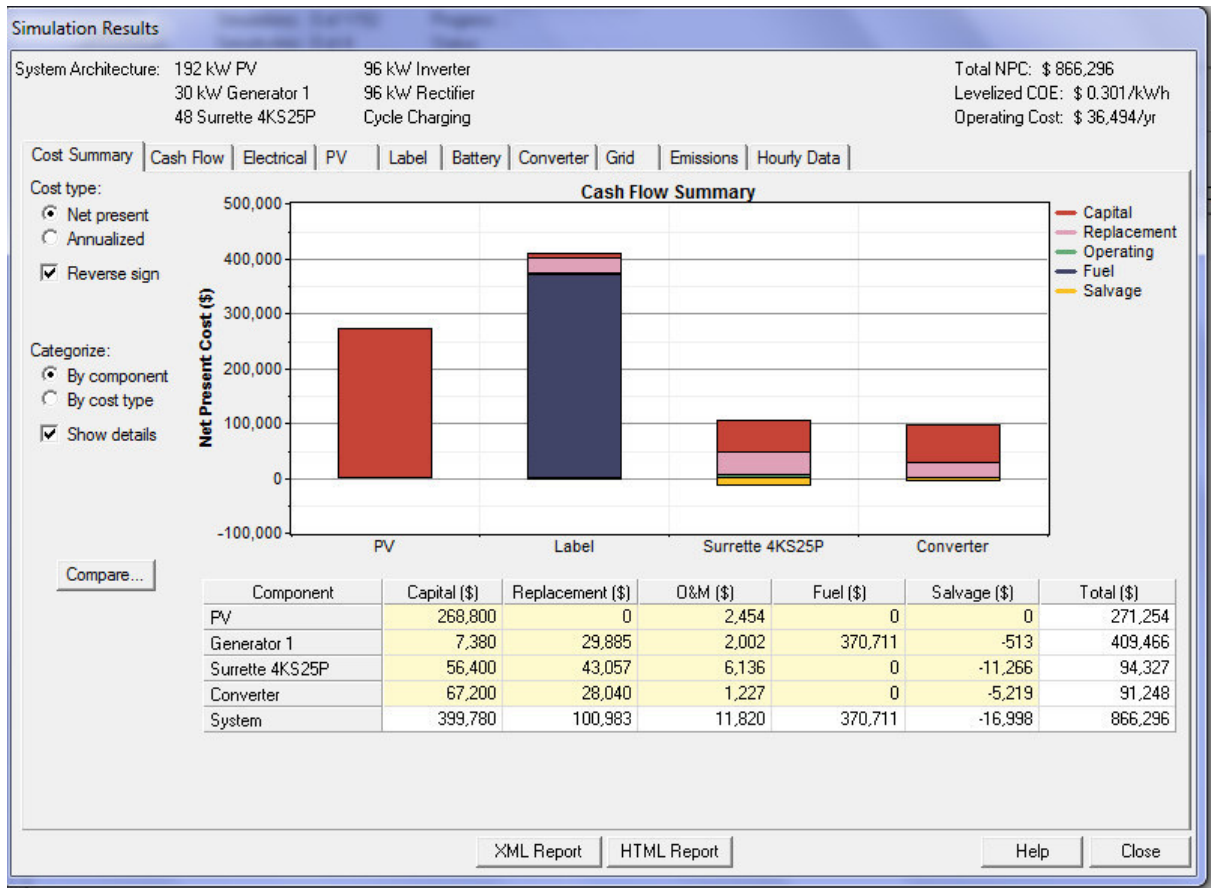 Simulation Results
System Architecture: 192 kW PV 96 kW Inverter Total NPC: $ 866,296
30 kW Generator 1 96 kW Rectifier Levelized COE: $ 0.301/kWh
48 Surrette 4KS25P Cycle Charging Operating Cost: $ 36,494/yr
Cost Summary Cash Flow Electrical PV Label Battery Converter Grid Emissions Hourly Data
Cost type:
Net present
Annualized
Reverse sign
Categorize:
By component
By cost type
Show details
Compare...
Cash Flow Summary
Net Present Cost ($)
500,000
400,000
300,000
200,000
100,000
0
-100,000
PV Label Surrette 4KS25P Converter
Capital
Replacement
Operating
Fuel
Salvage
Component Capital ($) Replacement ($) O&M ($) Fuel ($) Salvage ($) Total ($)
PV 268,800 0 2,454 0 0 271,254
Generator 1 7,380 29,885 2,002 370,711 -513 409,466
Surrette 4KS25P 56,400 43,057 6,136 0 -11,266 94,327
Converter 67,200 28,040 1,227 0 -5,219 91,248
System 399,780 100,983 11,820 370,711 -16,998 866,296
XML Report HTML Report Help Close